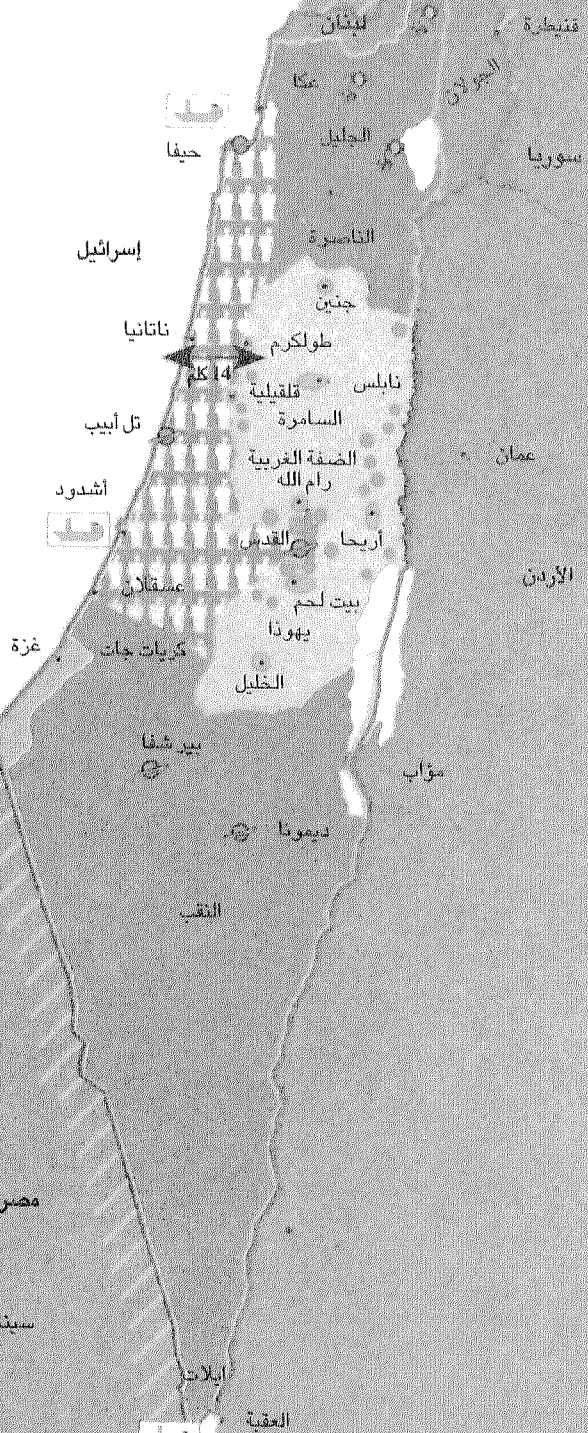 لبنان
قنيطرة
الجولان
عكا
الجليل
حيفا
سوريا
الناصرة
إسرائيل
جنين
ناتانيا
طولكرم
14 كلم
قلقيلية
نابلس
السامرة
تل أبيب
الضفة الغربية
رام الله
عمان
أشدود
القدس
أريحا
الأردن
عسقلان
بيت لحم
يهوذا
غزة
كريات جات
الخليل
بير شفا
مؤاب
ديمونا
النقب
مصر
ايلات
العقبة